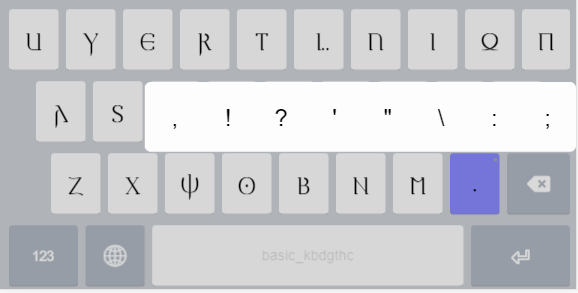 𐌵 𐍅 𐌴 𐍂 𐍄 𐌹̈ 𐌿 𐌹 𐍉 𐍀
𐌰 𐍃 , ! ? ' " \ : ;
𐌶 𐍇 𐌸 𐍈 𐌱 𐌽 𐌼 .
123 basic_kbdgthc